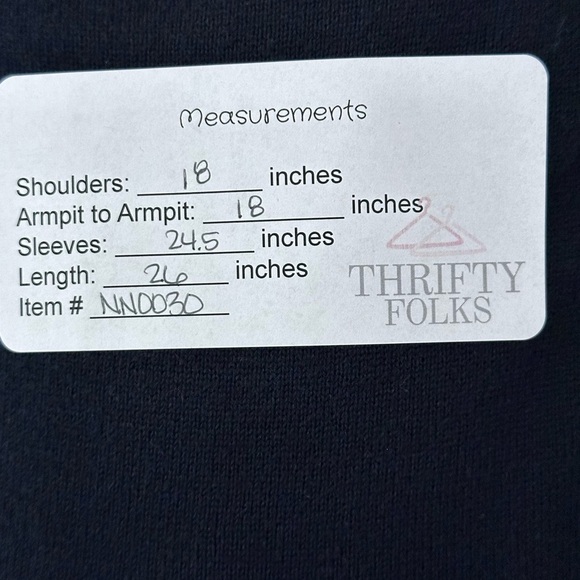 Measurements
Shoulders: 18 inches
Armpit to Armpit: 18 inches
Sleeves: 24.5 inches
Length: 26 inches
Item # NN0030
THRIFTY
FOLKS